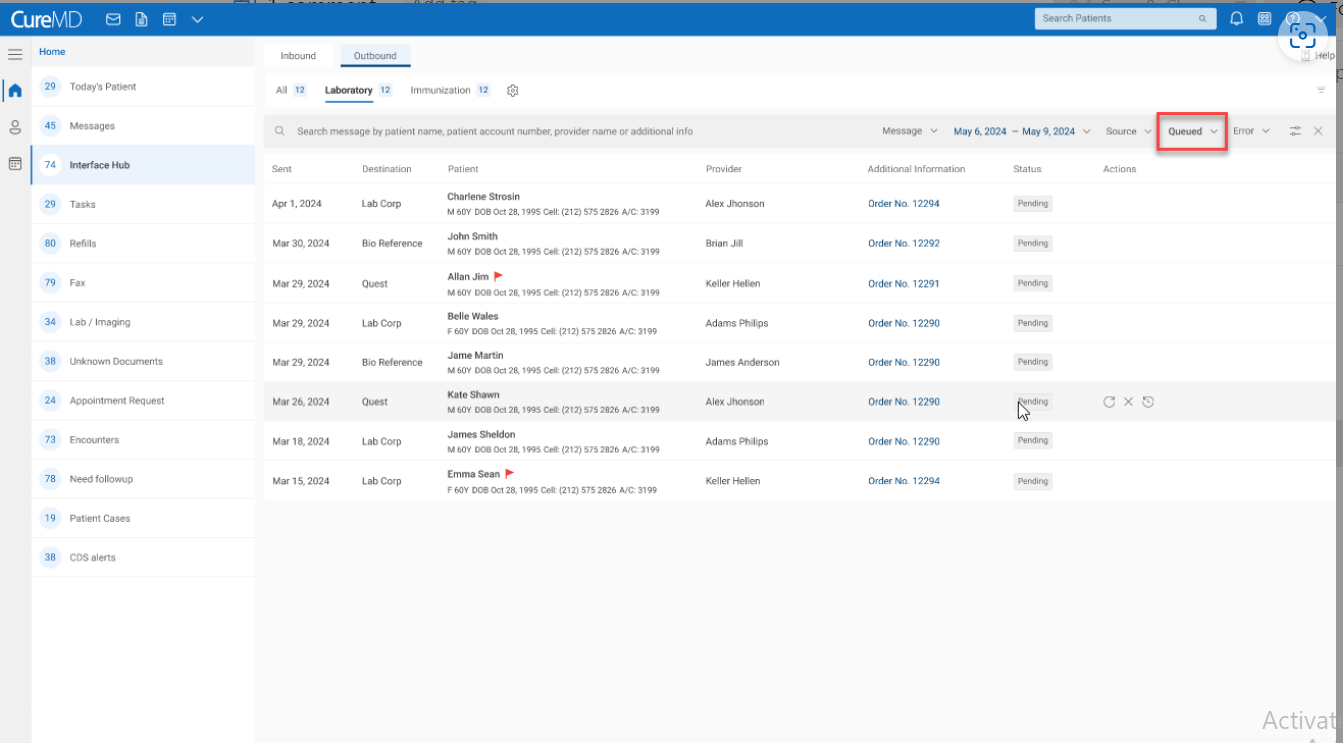 1 comment Add tag
CureMD Search Patients
Help
Home
29 Today's Patient
45 Messages
74 Interface Hub
29 Tasks
80 Refills
79 Fax
34 Lab / Imaging
38 Unknown Documents
24 Appointment Request
73 Encounters
78 Need followup
19 Patient Cases
38 CDS alerts
Inbound Outbound
All 12 Laboratory 12 Immunization 12
Search message by patient name, patient account number, provider name or additional info Message May 6, 2024 – May 9, 2024 Source Queued Error
Sent Destination Patient Provider Additional Information Status Actions
Apr 1, 2024 Lab Corp Charlene Strosin Alex Jhonson Order No. 12294 Pending
M 60Y DOB Oct 28, 1995 Cell: (212) 575 2826 A/C: 3199
Mar 30, 2024 Bio Reference John Smith Brian Jill Order No. 12292 Pending
M 60Y DOB Oct 28, 1995 Cell: (212) 575 2826 A/C: 3199
Mar 29, 2024 Quest Allan Jim Keller Hellen Order No. 12291 Pending
M 60Y DOB Oct 28, 1995 Cell: (212) 575 2826 A/C: 3199
Mar 29, 2024 Lab Corp Belle Wales Adams Philips Order No. 12290 Pending
F 60Y DOB Oct 28, 1995 Cell: (212) 575 2826 A/C: 3199
Mar 29, 2024 Bio Reference Jame Martin James Anderson Order No. 12290 Pending
M 60Y DOB Oct 28, 1995 Cell: (212) 575 2826 A/C: 3199
Mar 26, 2024 Quest Kate Shawn Alex Jhonson Order No. 12290 Pending
M 60Y DOB Oct 28, 1995 Cell: (212) 575 2826 A/C: 3199
Mar 18, 2024 Lab Corp James Sheldon Adams Philips Order No. 12290 Pending
M 60Y DOB Oct 28, 1995 Cell: (212) 575 2826 A/C: 3199
Mar 15, 2024 Lab Corp Emma Sean Keller Hellen Order No. 12294 Pending
F 60Y DOB Oct 28, 1995 Cell: (212) 575 2826 A/C: 3199
Activat